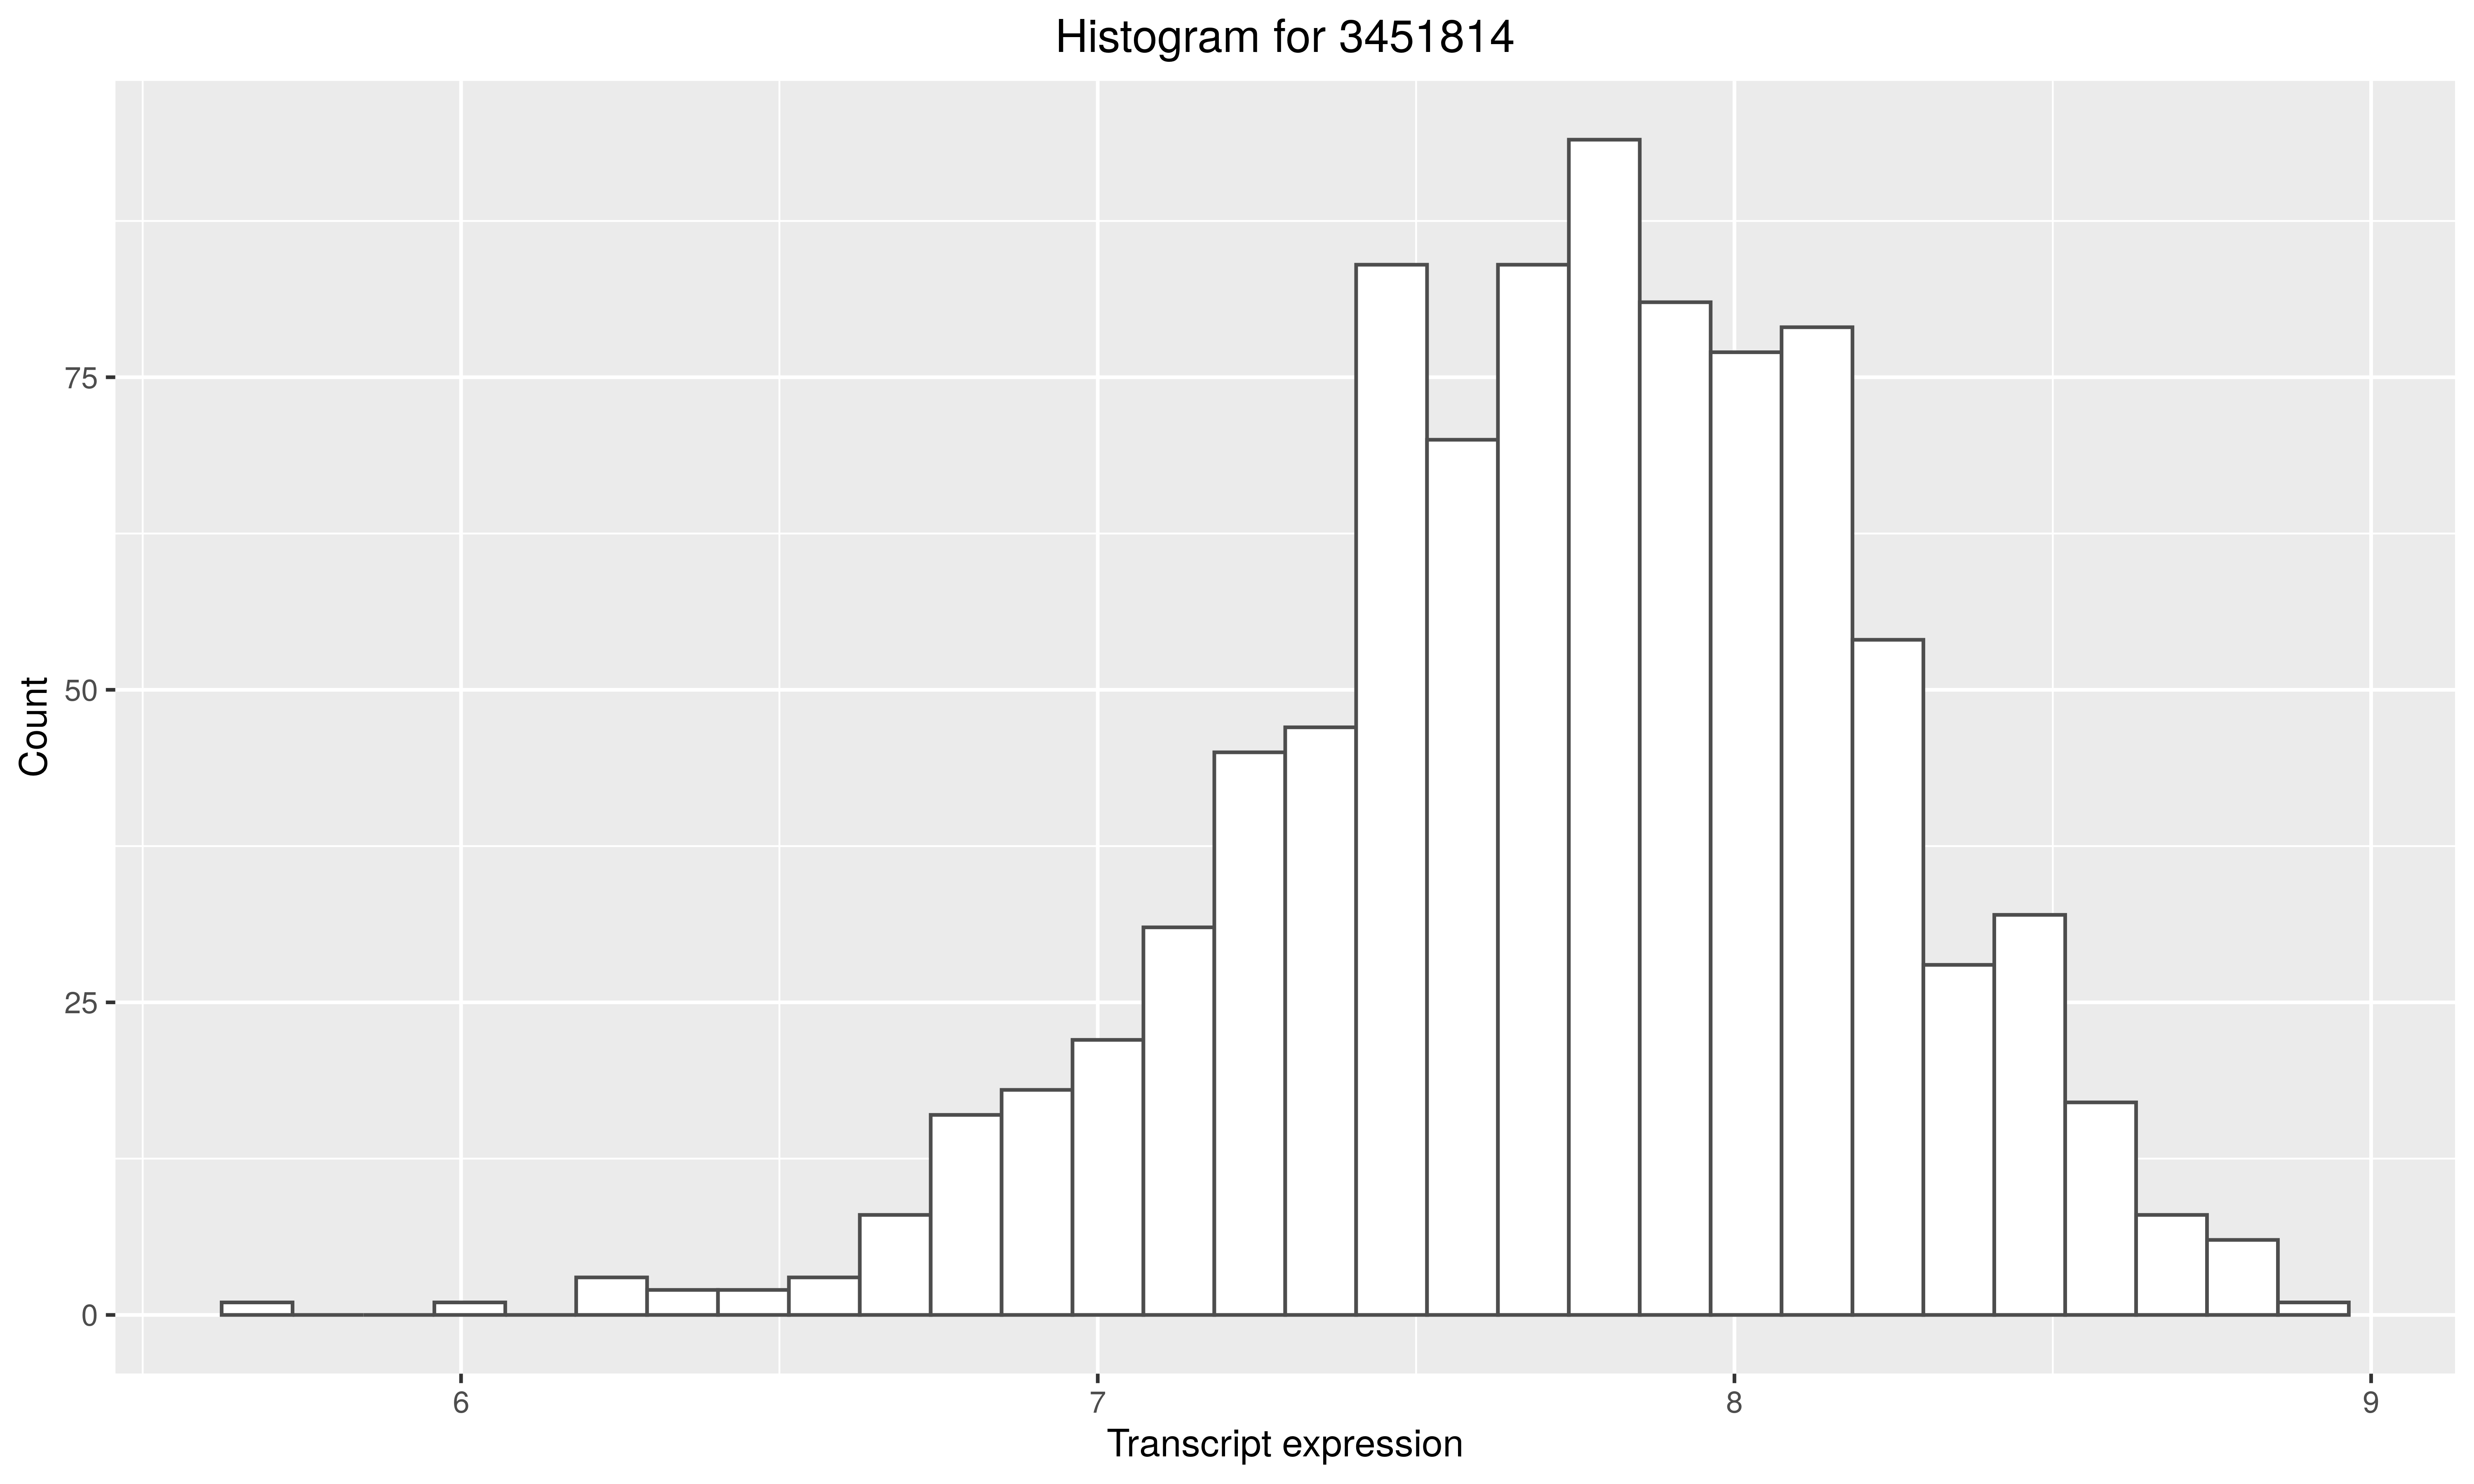 Histogram for 3451814
Count
75
50
25
0
6 7 8 9
Transcript expression